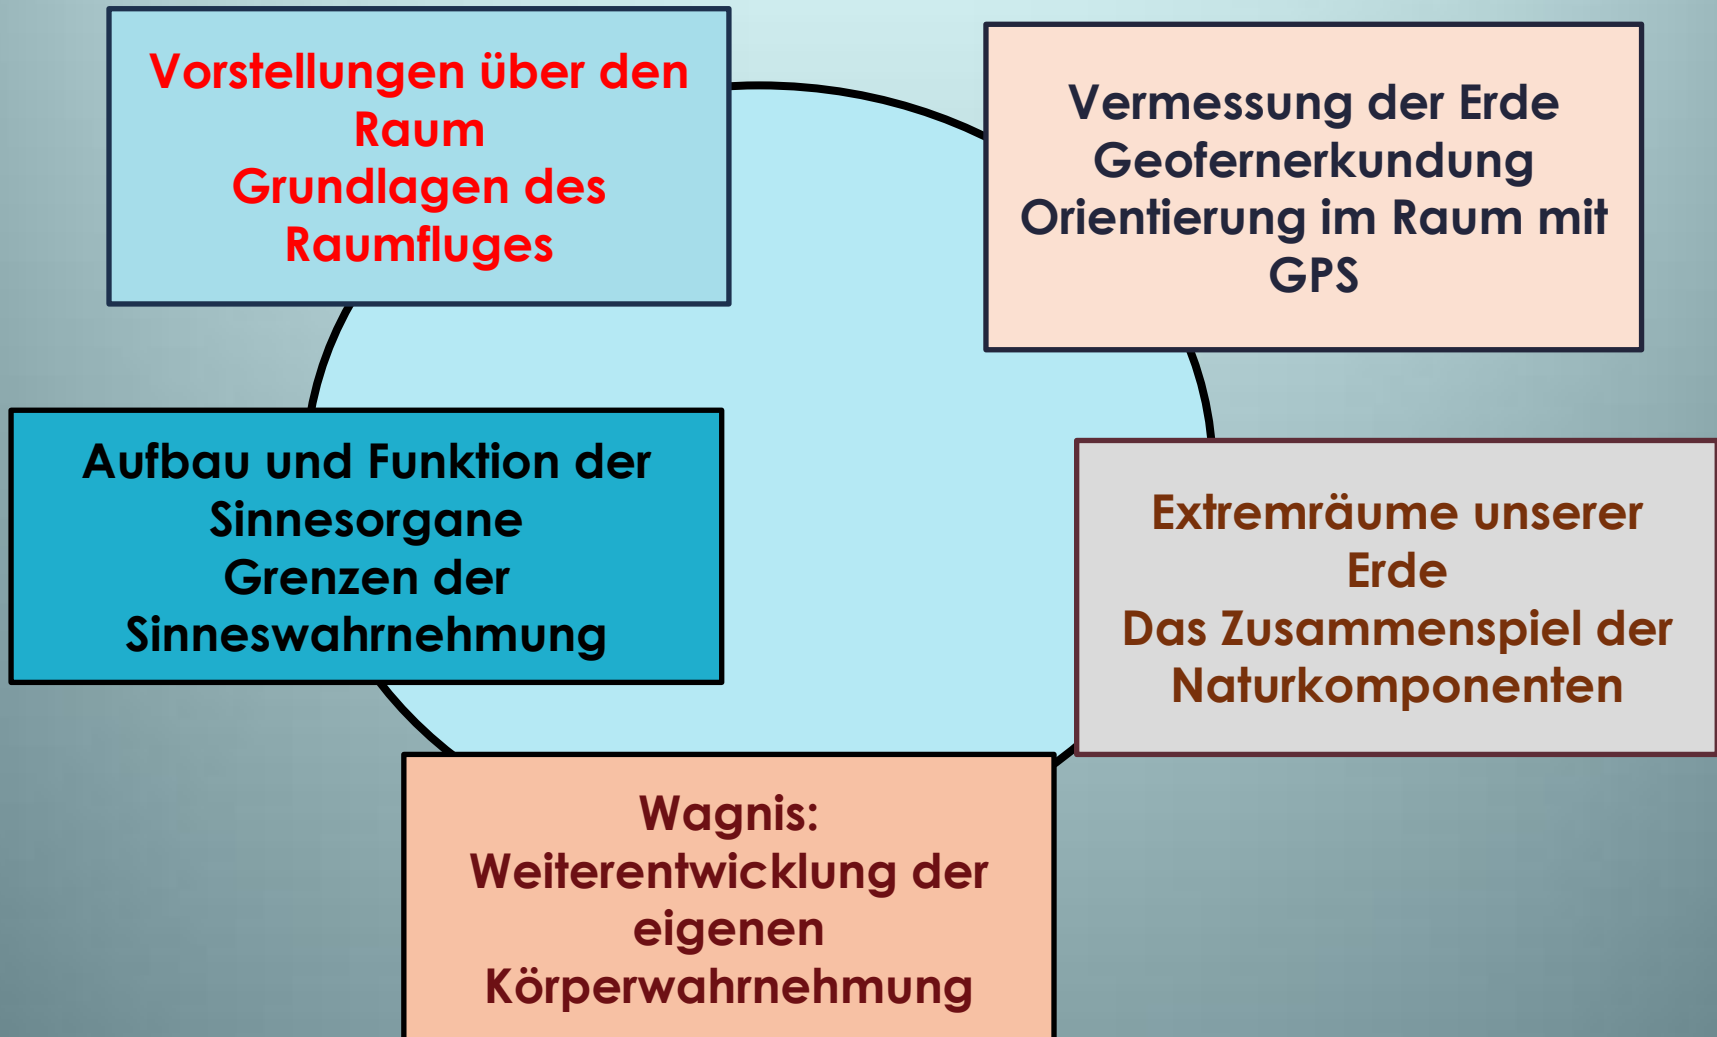 Vorstellungen über den
Raum
Grundlagen des
Raumfluges
Vermessung der Erde
Geofernerkundung
Orientierung im Raum mit
GPS
Aufbau und Funktion der
Sinnesorgane
Grenzen der
Sinneswahrnehmung
Extremräume unserer
Erde
Das Zusammenspiel der
Naturkomponenten
Wagnis:
Weiterentwicklung der
eigenen
Körperwahrnehmung